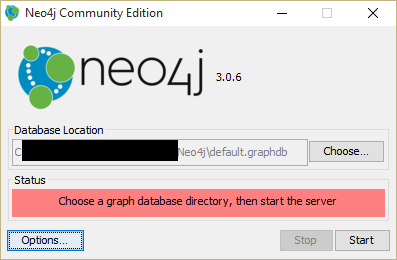 Neo4j Community Edition
neo4j 3.0.6
Database Location
C Neo4j\default.graphdb
Choose...
Status
Choose a graph database directory, then start the server
Options...
Stop
Start